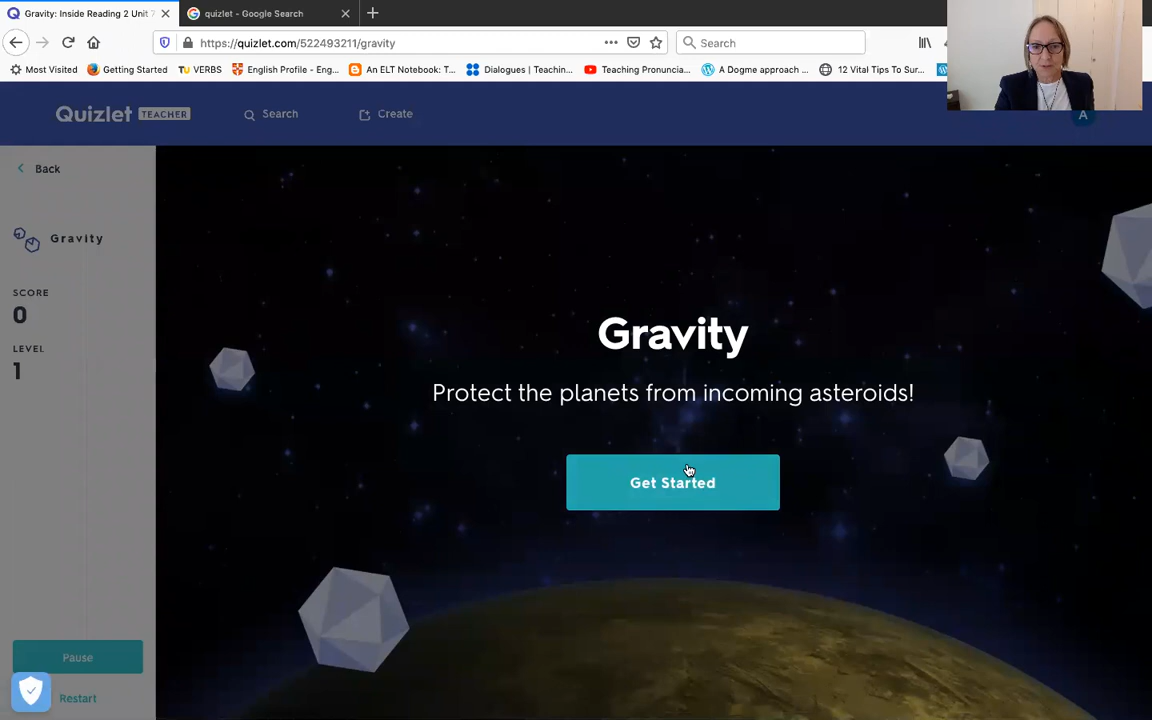 Gravity: Inside Reading 2 Unit 7
quizlet - Google Search
https://quizlet.com/522493211/gravity
Search
Most Visited
Getting Started
TU VERBS
English Profile - Eng...
An ELT Notebook: T...
Dialogues | Teachin...
Teaching Pronuncia...
A Dogme approach ...
12 Vital Tips To Sur...
Quizlet TEACHER
Search
Create
A
Back
Gravity
SCORE
0
LEVEL
1
Gravity
Protect the planets from incoming asteroids!
Get Started
Pause
Restart